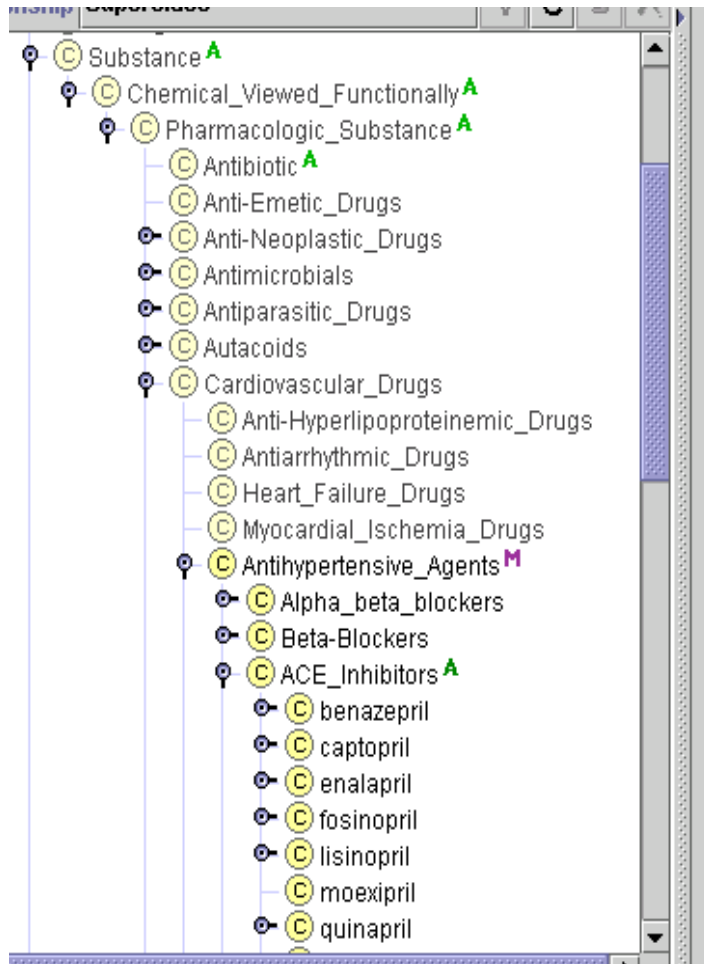 Substance A
C Chemical_Viewed_Functionally A
C Pharmacologic_Substance A
C Antibiotic A
C Anti-Emetic_Drugs
C Anti-Neoplastic_Drugs
C Antimicrobials
C Antiparasitic_Drugs
C Autacoids
C Cardiovascular_Drugs
C Anti-Hyperlipoproteinemic_Drugs
C Antiarrhythmic_Drugs
C Heart_Failure_Drugs
C Myocardial_Ischemia_Drugs
C Antihypertensive_Agents M
C Alpha_beta_blockers
C Beta-Blockers
C ACE_Inhibitors A
C benazepril
C captopril
C enalapril
C fosinopril
C lisinopril
C moexipril
C quinapril